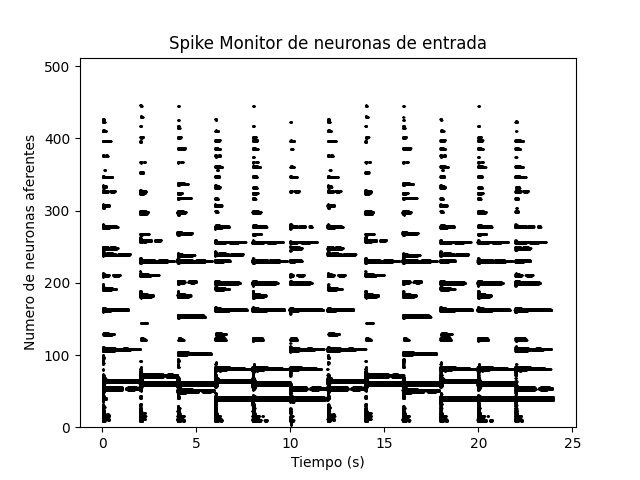 Spike Monitor de neuronas de entrada
500
400
300
200
100
0
Numero de neuronas aferentes
0 5 10 15 20 25
Tiempo (s)